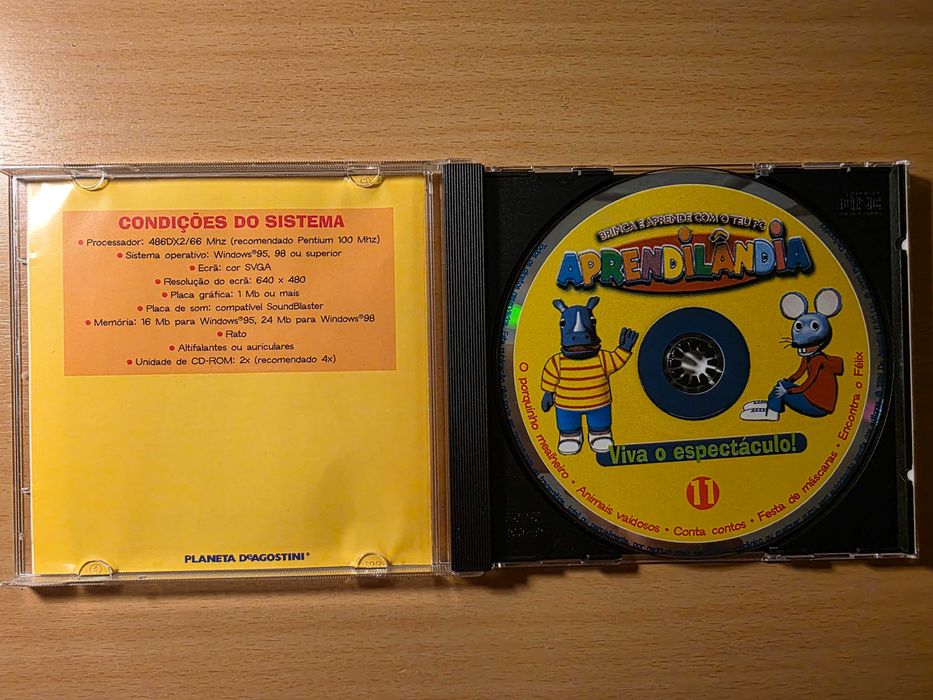 CONDIÇÕES DO SISTEMA
• Processador: 486DX2/66 Mhz (recomendado Pentium 100 Mhz)
• Sistema operativo: Windows®95, 98 ou superior
• Ecrã: cor SVGA
• Resolução do ecrã: 640 x 480
• Placa gráfica: 1 Mb ou mais
• Placa de som: compatível SoundBlaster
• Memória: 16 Mb para Windows®95, 24 Mb para Windows®98
• Rato
• Altifalantes ou auriculares
• Unidade de CD-ROM: 2x (recomendado 4x)
PLANETA DeAGOSTINI®
BRINCA E APRENDE COM O TEU PC
APRENDILÂNDIA
Viva o espectáculo!
11
O porquinho mealheiro • Animais vaidosos • Conta contos • Festa de máscaras • Encontra o Félix